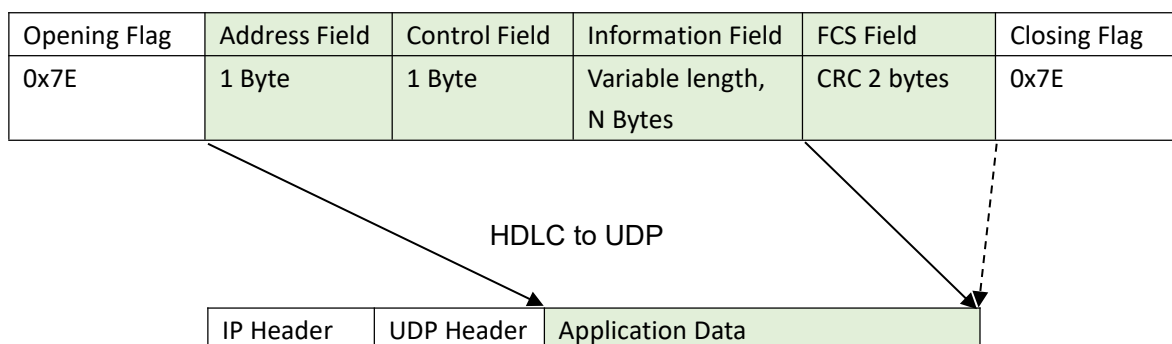 Opening Flag Address Field Control Field Information Field FCS Field Closing Flag
0x7E 1 Byte 1 Byte Variable length, CRC 2 bytes 0x7E
N Bytes
HDLC to UDP
IP Header UDP Header Application Data